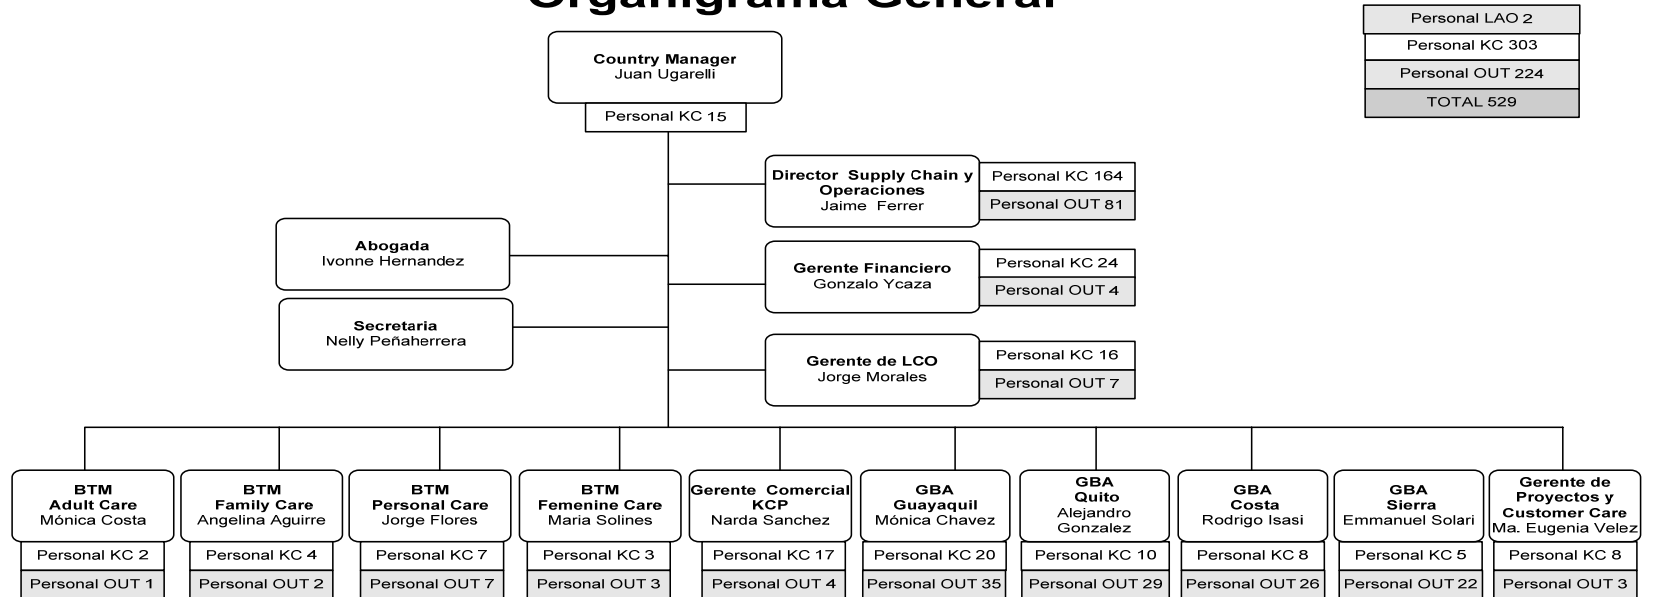 Organigrama General
Personal LAO 2
Personal KC 303
Personal OUT 224
TOTAL 529
Country Manager
Juan Ugarelli
Personal KC 15
Director Supply Chain y
Operaciones
Jaime Ferrer
Personal KC 164
Personal OUT 81
Abogada
Ivonne Hernandez
Gerente Financiero
Gonzalo Ycaza
Personal KC 24
Personal OUT 4
Secretaria
Nelly Peñaherrera
Gerente de LCO
Jorge Morales
Personal KC 16
Personal OUT 7
BTM
Adult Care
Mónica Costa
Personal KC 2
Personal OUT 1
BTM
Family Care
Angelina Aguirre
Personal KC 4
Personal OUT 2
BTM
Personal Care
Jorge Flores
Personal KC 7
Personal OUT 7
BTM
Femenine Care
Maria Solines
Personal KC 3
Personal OUT 3
Gerente Comercial
KCP
Narda Sanchez
Personal KC 17
Personal OUT 4
GBA
Guayaquil
Mónica Chavez
Personal KC 20
Personal OUT 35
GBA
Quito
Alejandro
Gonzalez
Personal KC 10
Personal OUT 29
GBA
Costa
Rodrigo Isasi
Personal KC 8
Personal OUT 26
GBA
Sierra
Emmanuel Solari
Personal KC 5
Personal OUT 22
Gerente de
Proyectos y
Customer Care
Ma. Eugenia Velez
Personal KC 8
Personal OUT 3